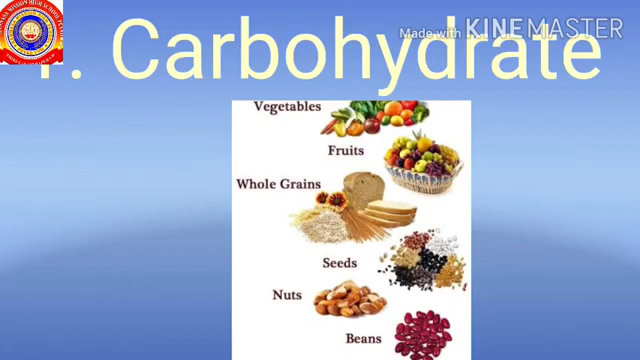 1. Carbohydrate
Made with KINEMASTER
Vegetables
Fruits
Whole Grains
Seeds
Nuts
Beans